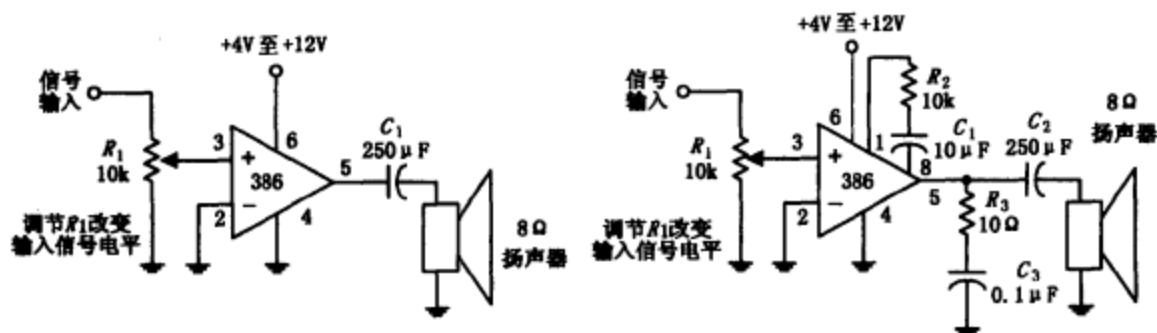 +4V 至 +12V
信号
输入
R₁
10k
3
2
+
−
386
6
5
4
C₁
250μF
8Ω
扬声器
调节R₁改变
输入信号电平
+4V 至 +12V
信号
输入
R₁
10k
3
2
+
−
386
6
1
8
5
4
R₂
10k
C₁
10μF
C₂
250μF
8Ω
扬声器
R₃
10Ω
C₃
0.1μF
调节R₁改变
输入信号电平